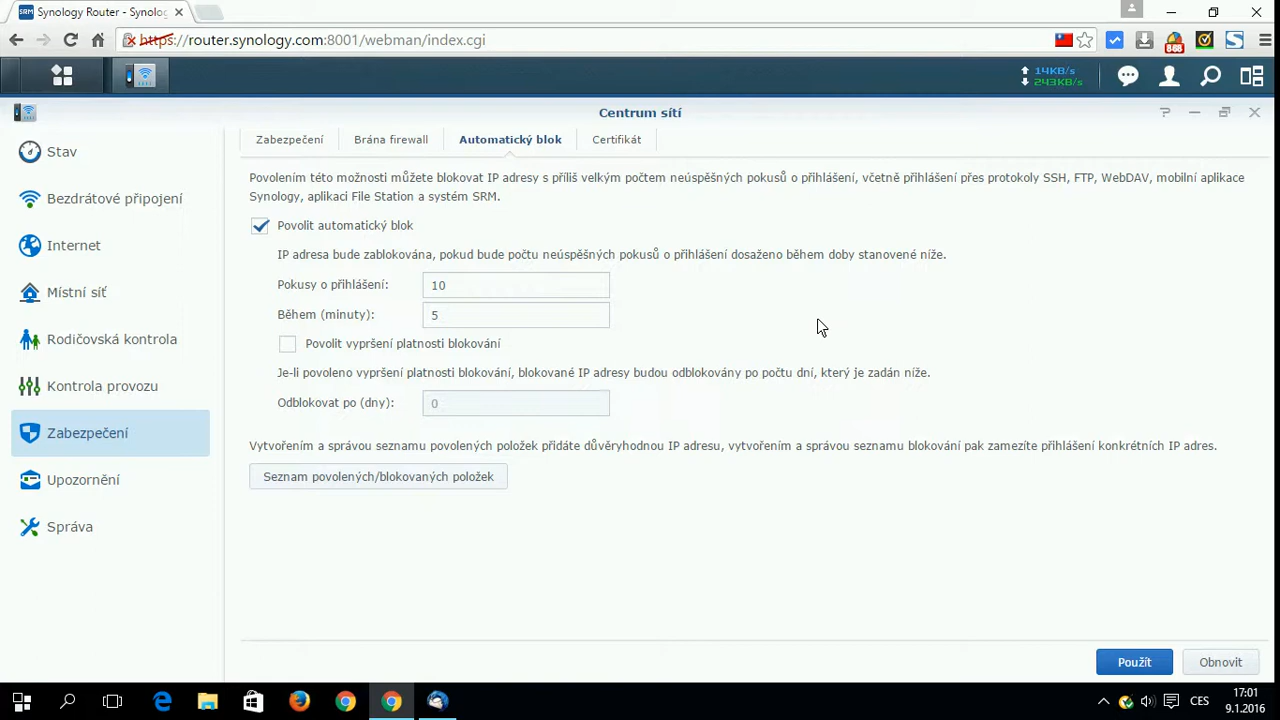 Synology Router - Synolog
https://router.synology.com:8001/webman/index.cgi
14KB/s
243KB/s
Centrum sítí
Stav
Bezdrátové připojení
Internet
Místní síť
Rodičovská kontrola
Kontrola provozu
Zabezpečení
Upozornění
Správa
Zabezpečení
Brána firewall
Automatický blok
Certifikát
Povolením této možnosti můžete blokovat IP adresy s příliš velkým počtem neúspěšných pokusů o přihlášení, včetně přihlášení přes protokoly SSH, FTP, WebDAV, mobilní aplikace
Synology, aplikaci File Station a systém SRM.
Povolit automatický blok
IP adresa bude zablokována, pokud bude počtu neúspěšných pokusů o přihlášení dosaženo během doby stanovené níže.
Pokusy o přihlášení: 10
Během (minuty): 5
Povolit vypršení platnosti blokování
Je-li povoleno vypršení platnosti blokování, blokované IP adresy budou odblokovány po počtu dní, který je zadán níže.
Odblokovat po (dny): 0
Vytvořením a správou seznamu povolených položek přidáte důvěryhodnou IP adresu, vytvořením a správou seznamu blokování pak zamezíte přihlášení konkrétních IP adres.
Seznam povolených/blokovaných položek
Použít
Obnovit
CES
17:01
9.1.2016